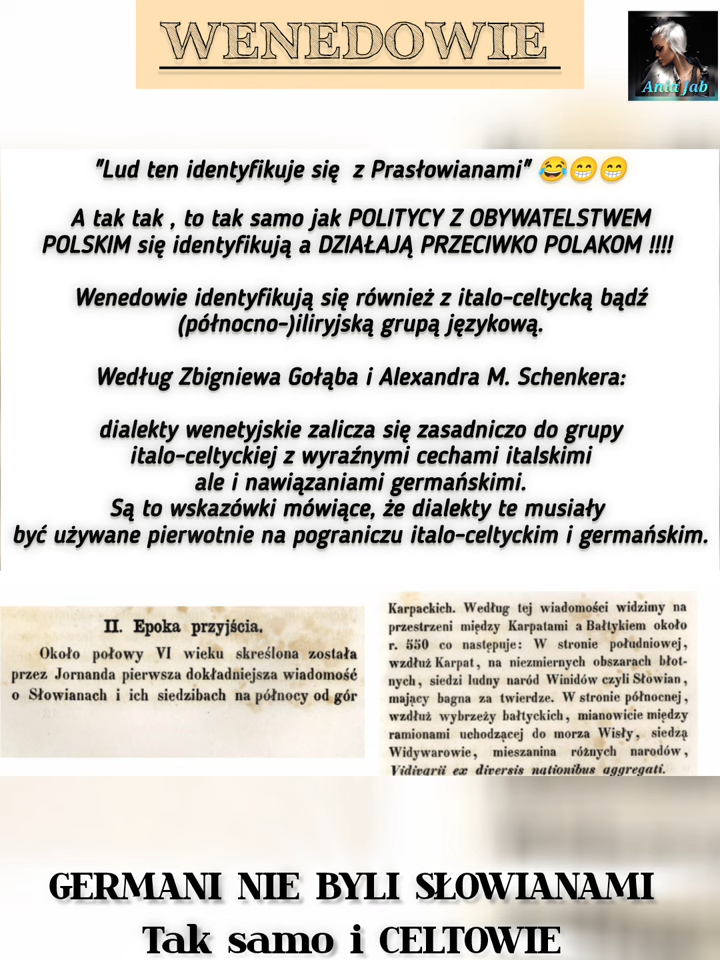 WENEDOWIE
Ania Jab
"Lud ten identyfikuje się z Prasłowianami" 😂😁😁
A tak tak , to tak samo jak POLITYCY Z OBYWATELSTWEM
POLSKIM się identyfikują a DZIAŁAJĄ PRZECIWKO POLAKOM !!!!
Wenedowie identyfikują się również z italo-celtycką bądź
(północno-)iliryjską grupą językową.
Według Zbigniewa Gołąba i Alexandra M. Schenkera:
dialekty wenetyjskie zalicza się zasadniczo do grupy
italo-celtyckiej z wyraźnymi cechami italskimi
ale i nawiązaniami germańskimi.
Są to wskazówki mówiące, że dialekty te musiały
być używane pierwotnie na pograniczu italo-celtyckim i germańskim.
II. Epoka przyjścia.
Około połowy VI wieku skreślona została
przez Jornanda pierwsza dokładniejsza wiadomość
o Słowianach i ich siedzibach na północy od gór
Karpackich. Według tej wiadomości widzimy na
przestrzeni między Karpatami a Bałtykiem około
r. 550 co następuje: W stronie południowej,
wzdłuż Karpat, na niezmiernych obszarach błot-
nych, siedzi ludny naród Winidów czyli Słowian,
mający bagna za twierdze. W stronie północnej,
wzdłuż wybrzeży bałtyckich, mianowicie między
ramionami uchodzącej do morza Wisły, siedzą
Widywarowie, mieszanina różnych narodów,
Vidivarii ex diversis nationibus aggregati.
GERMANI NIE BYLI SŁOWIANAMI
Tak samo i CELTOWIE